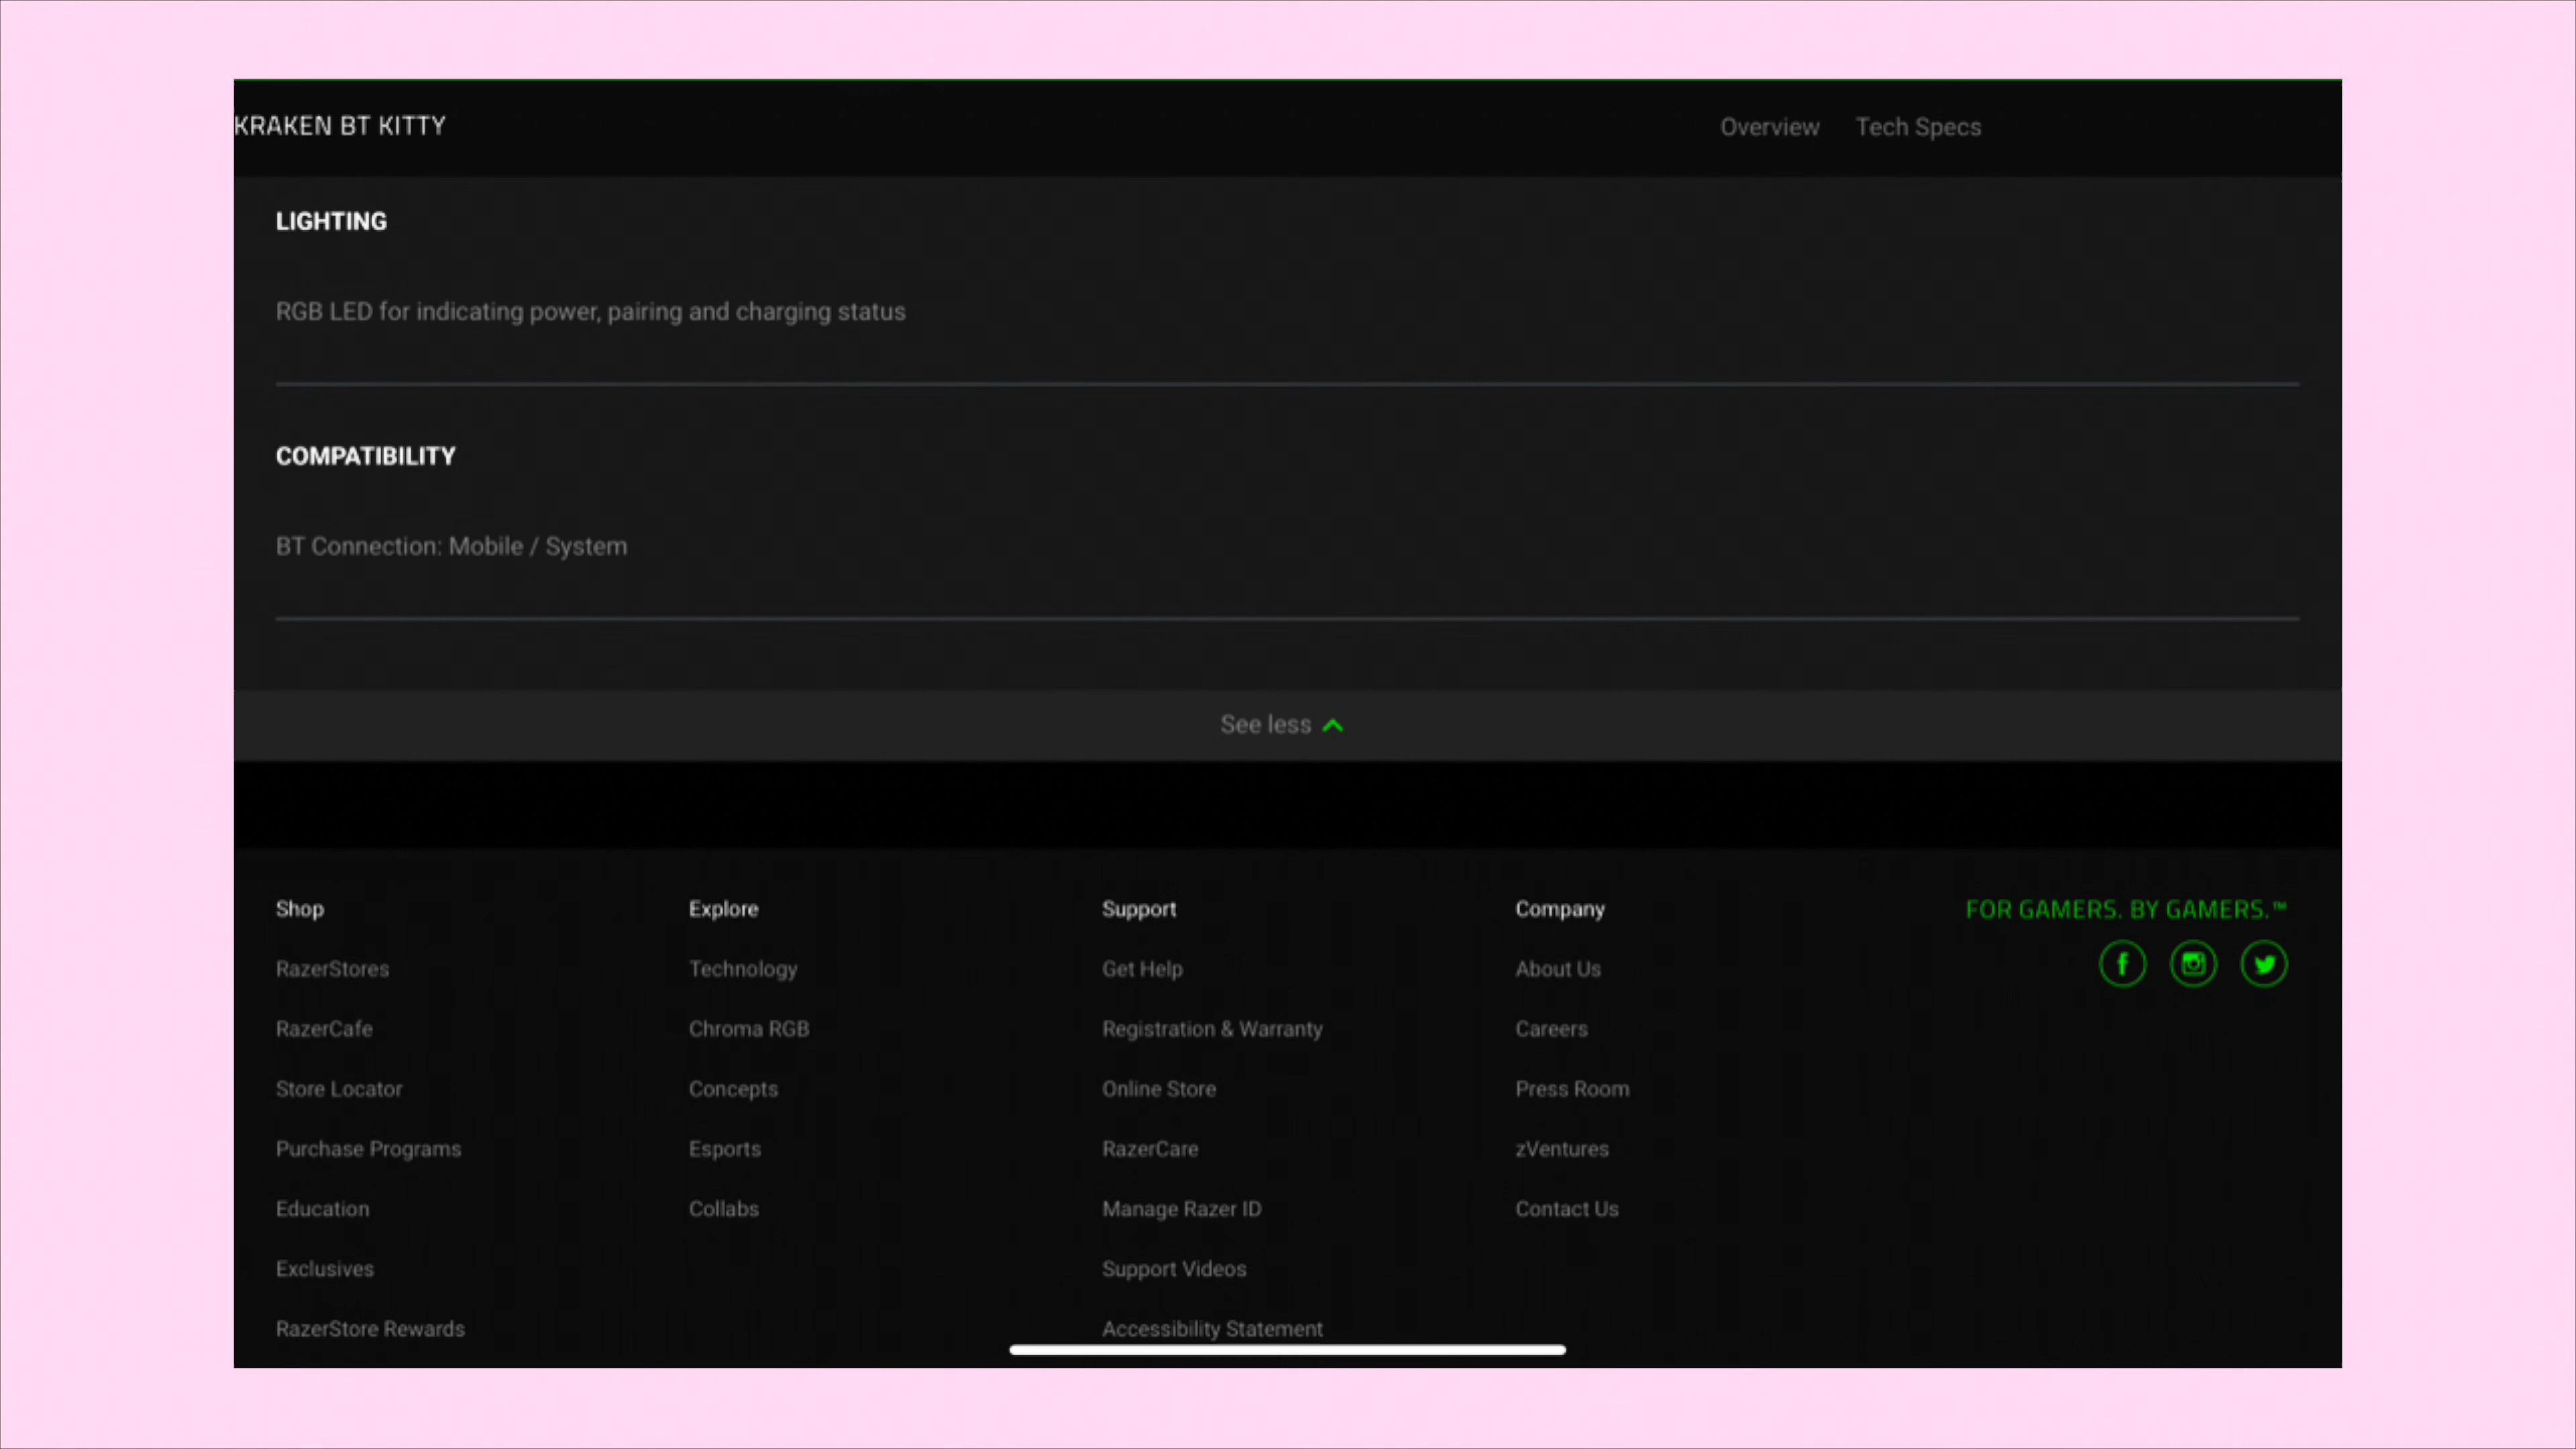 KRAKEN BT KITTY
Overview
Tech Specs
LIGHTING
RGB LED for indicating power, pairing and charging status
COMPATIBILITY
BT Connection: Mobile / System
See less
Shop
RazerStores
RazerCafe
Store Locator
Purchase Programs
Education
Exclusives
RazerStore Rewards
Explore
Technology
Chroma RGB
Concepts
Esports
Collabs
Support
Get Help
Registration & Warranty
Online Store
RazerCare
Manage Razer ID
Support Videos
Accessibility Statement
Company
About Us
Careers
Press Room
zVentures
Contact Us
FOR GAMERS. BY GAMERS.™